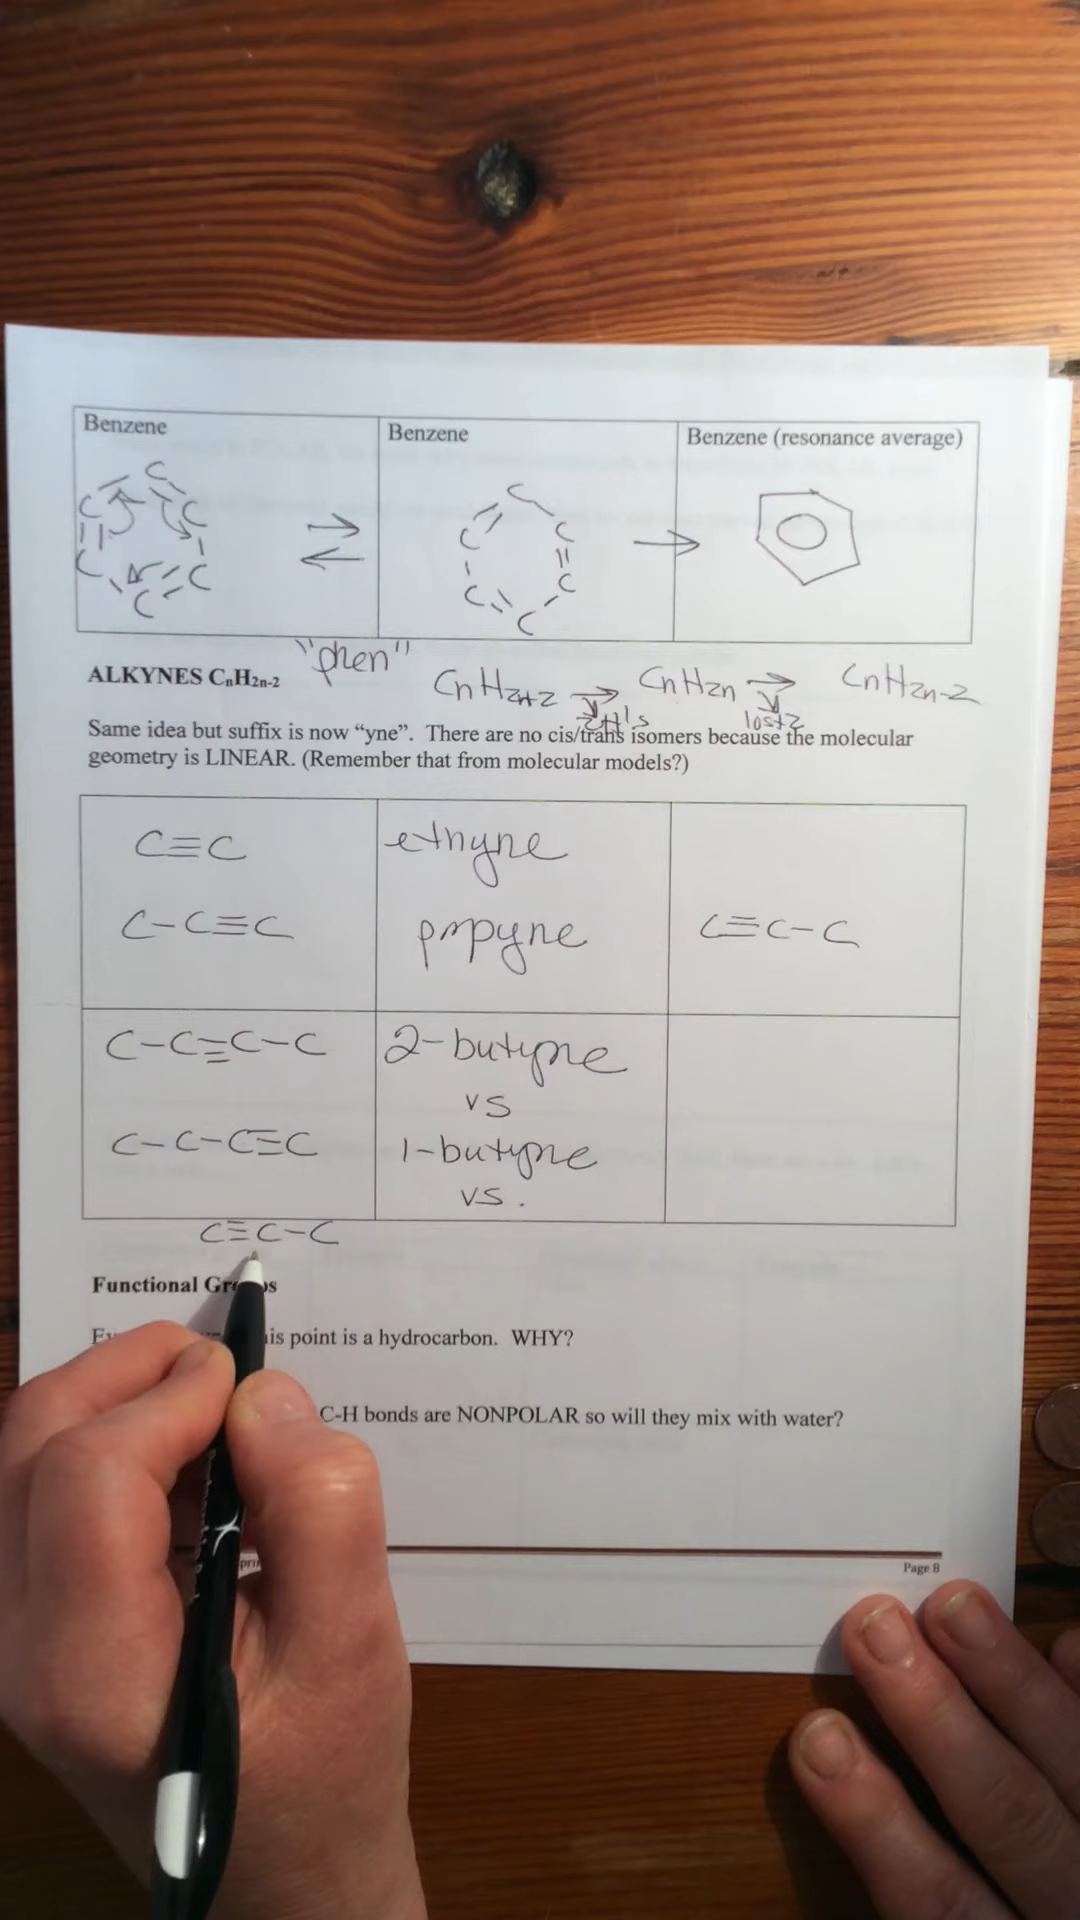 Benzene Benzene Benzene (resonance average)
"phen"
ALKYNES CₙH₂ₙ₋₂ CnH2n+2 → CnH2n → CnH2n-2
2H's lost 2
Same idea but suffix is now “yne”. There are no cis/trans isomers because the molecular
geometry is LINEAR. (Remember that from molecular models?)
C≡C ethyne
C-C≡C propyne C≡C-C
C-C≡C-C 2-butyne
vs
C-C-C≡C 1-butyne
vs.
C≡C-C
Functional
is point is a hydrocarbon. WHY?
C-H bonds are NONPOLAR so will they mix with water?
Page 8